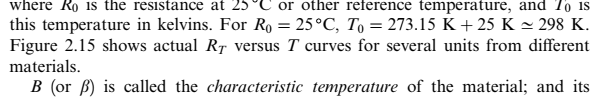 where R₀ is the resistance at 25°C or other reference temperature, and T₀ is
this temperature in kelvins. For R₀ = 25°C, T₀ = 273.15 K + 25 K ≃ 298 K.
Figure 2.15 shows actual R_T versus T curves for several units from different
materials.
B (or β) is called the characteristic temperature of the material; and its